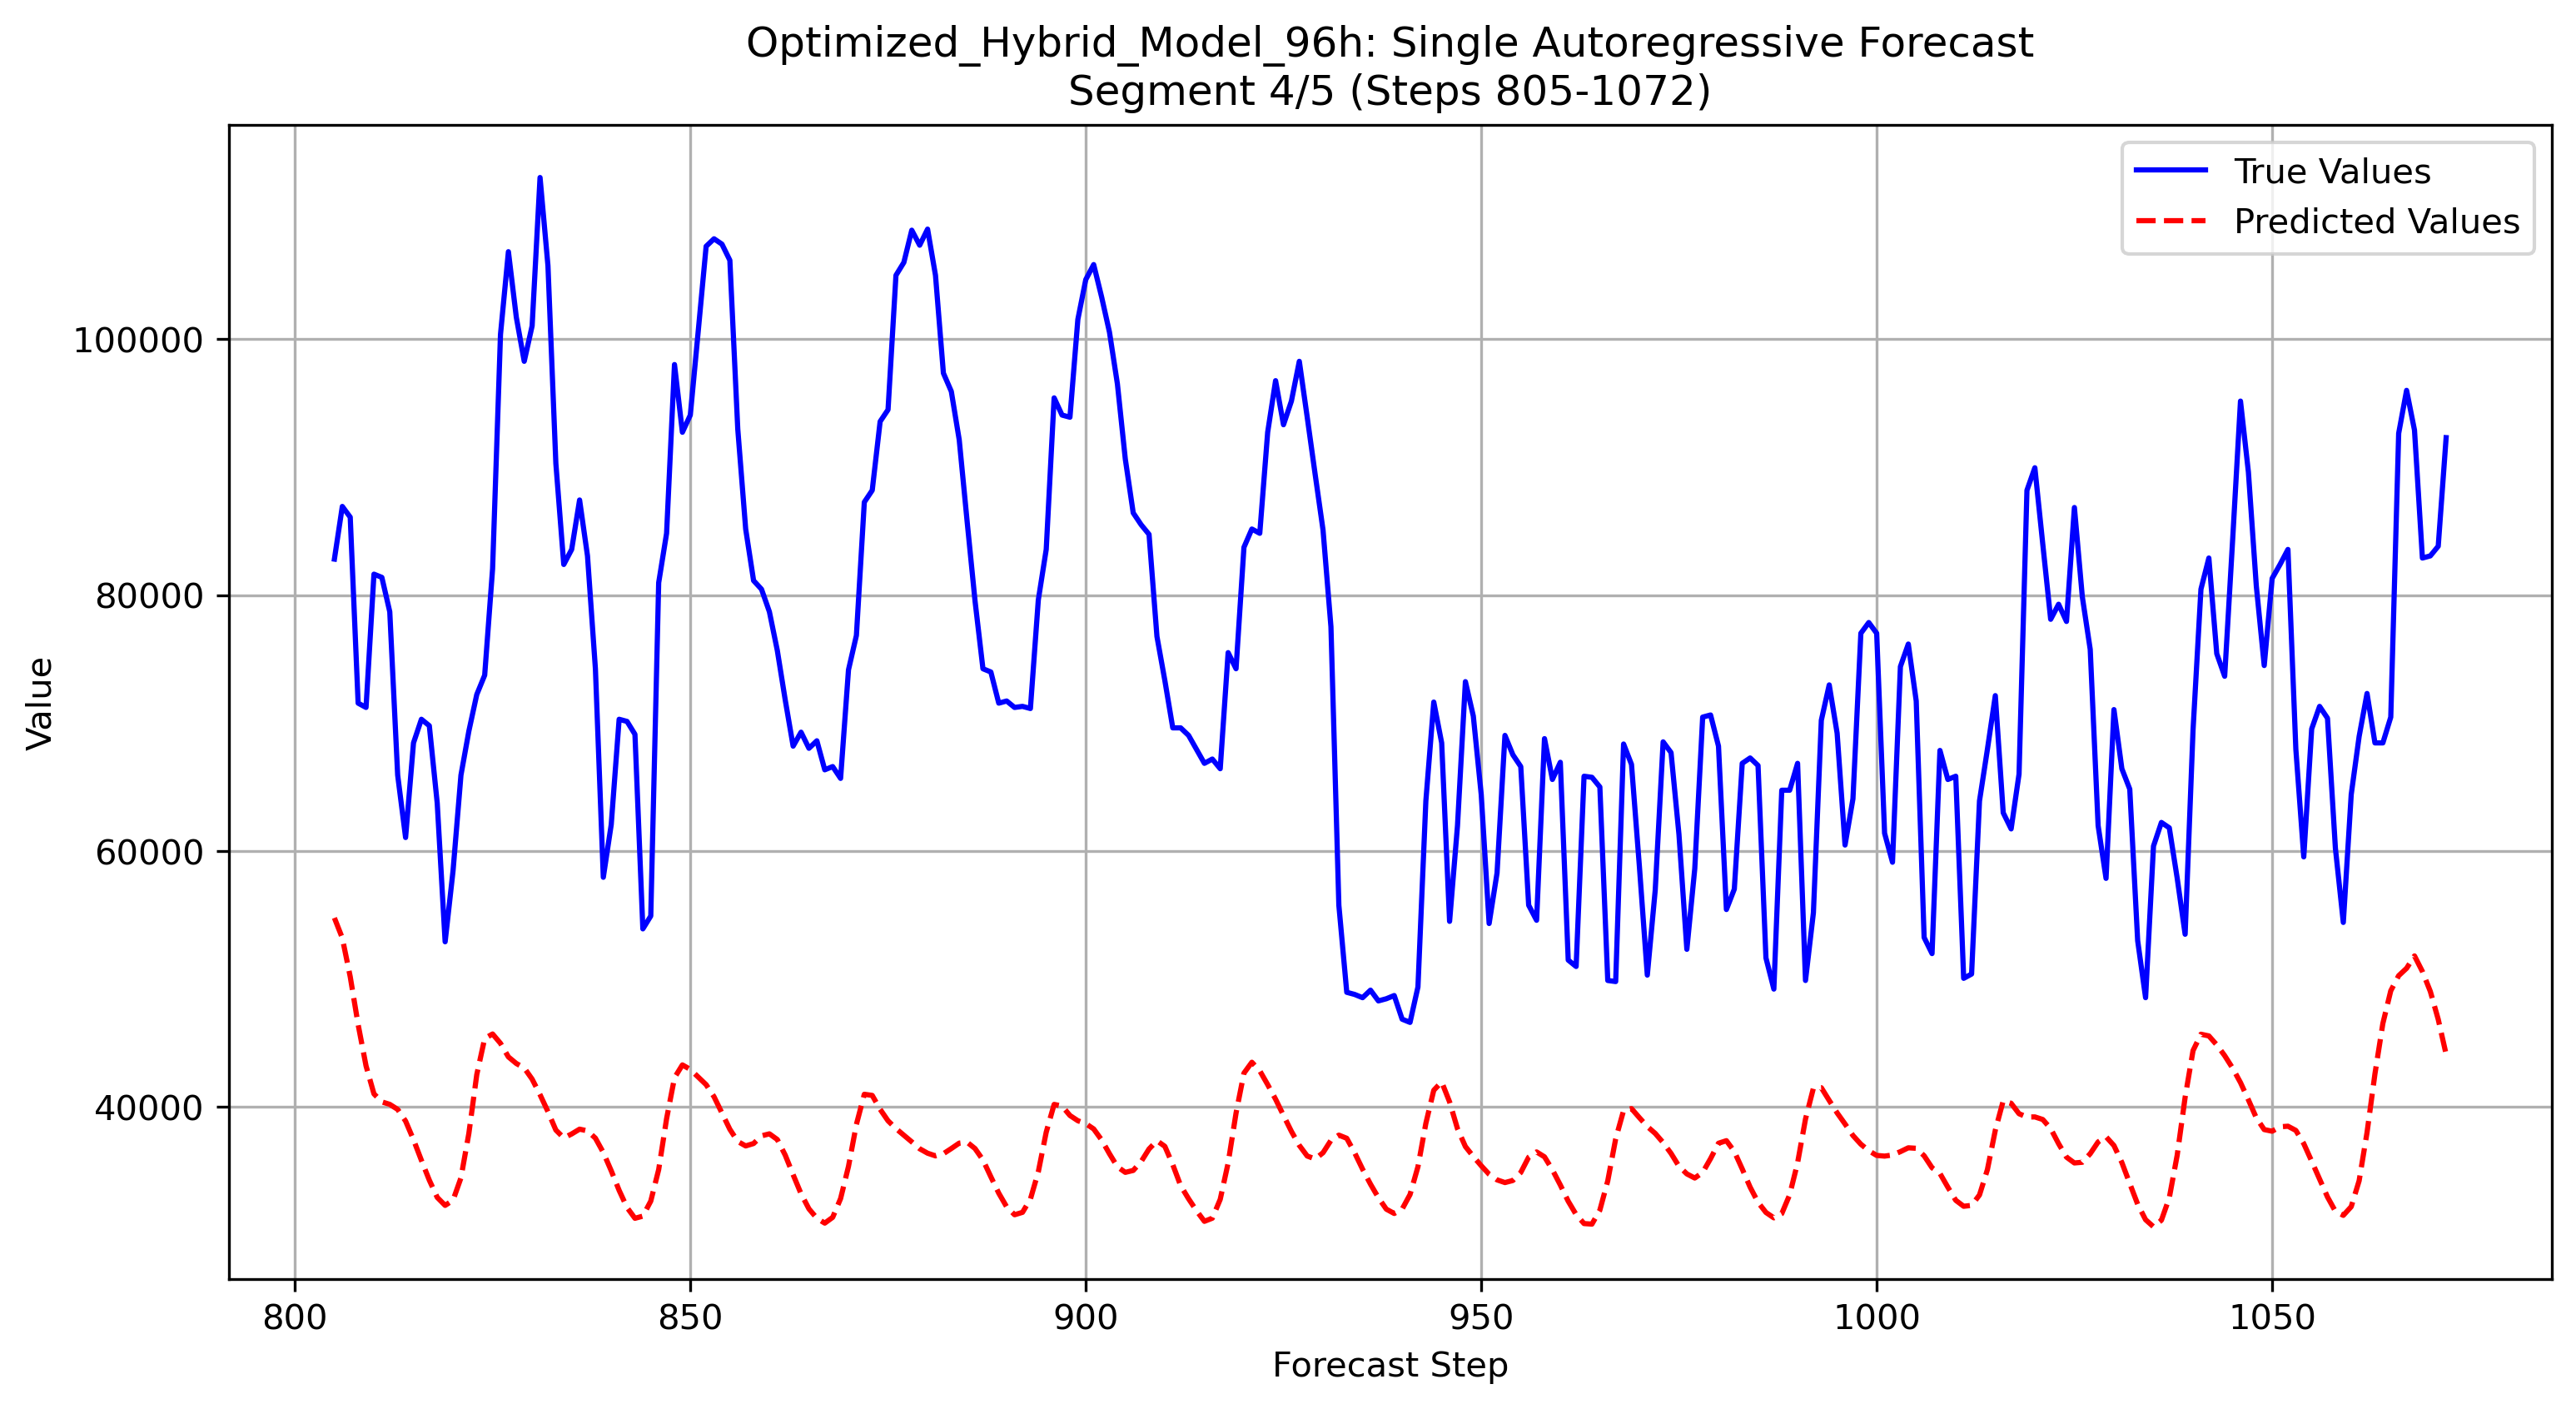 Optimized_Hybrid_Model_96h: Single Autoregressive Forecast
Segment 4/5 (Steps 805-1072)
True Values
Predicted Values
Value
100000
80000
60000
40000
800
850
900
950
1000
1050
Forecast Step